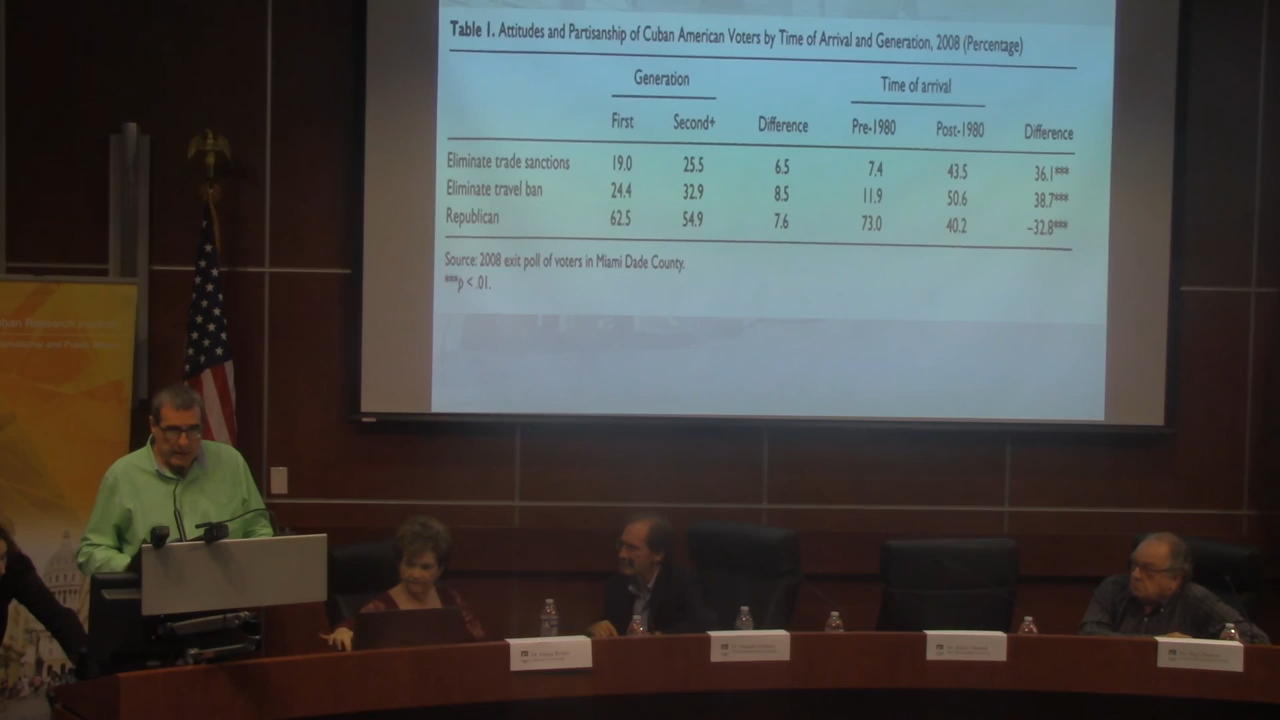 Table 1. Attitudes and Partisanship of Cuban American Voters by Time of Arrival and Generation, 2008 (Percentage)
Generation Time of arrival
First Second+ Difference Pre-1980 Post-1980 Difference
Eliminate trade sanctions 19.0 25.5 6.5 7.4 43.5 36.1***
Eliminate travel ban 24.4 32.9 8.5 11.9 50.6 38.7***
Republican 62.5 54.9 7.6 73.0 40.2 -32.8***
Source: 2008 exit poll of voters in Miami Dade County.
***p < .01.
Research
and Public